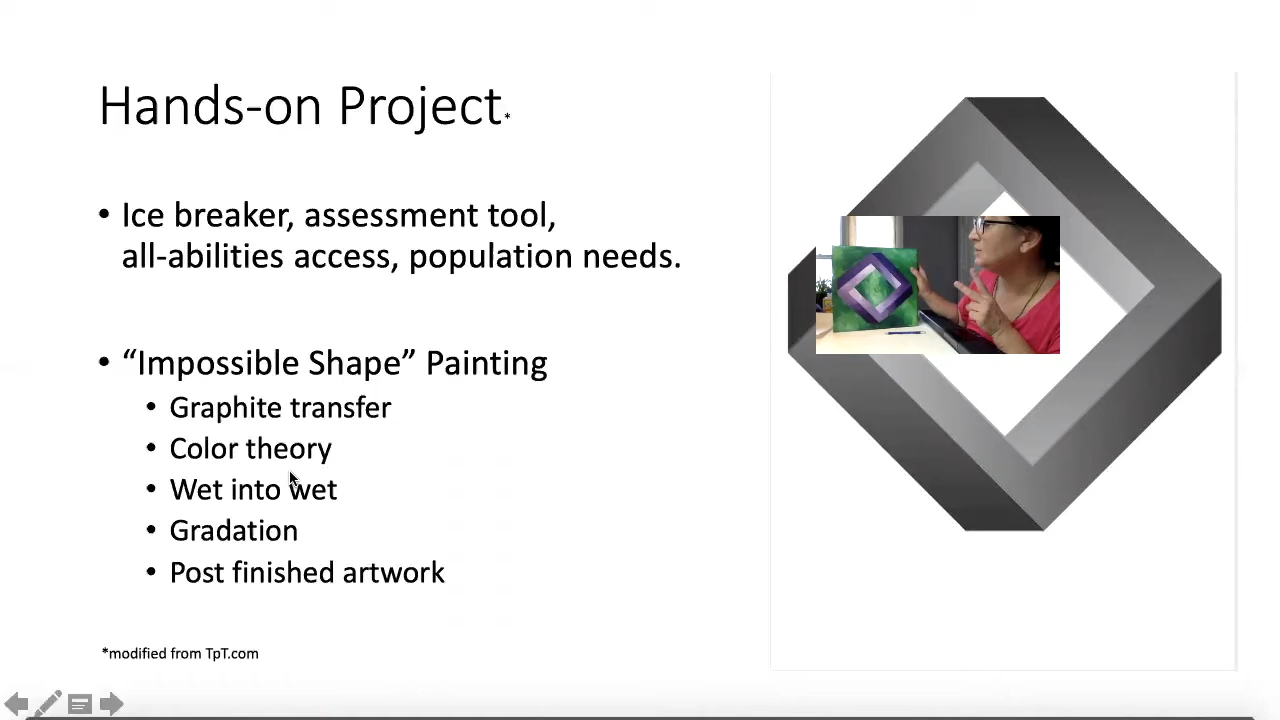 Hands-on Project*
• Ice breaker, assessment tool,
all-abilities access, population needs.
• “Impossible Shape” Painting
• Graphite transfer
• Color theory
• Wet into wet
• Gradation
• Post finished artwork
*modified from TpT.com